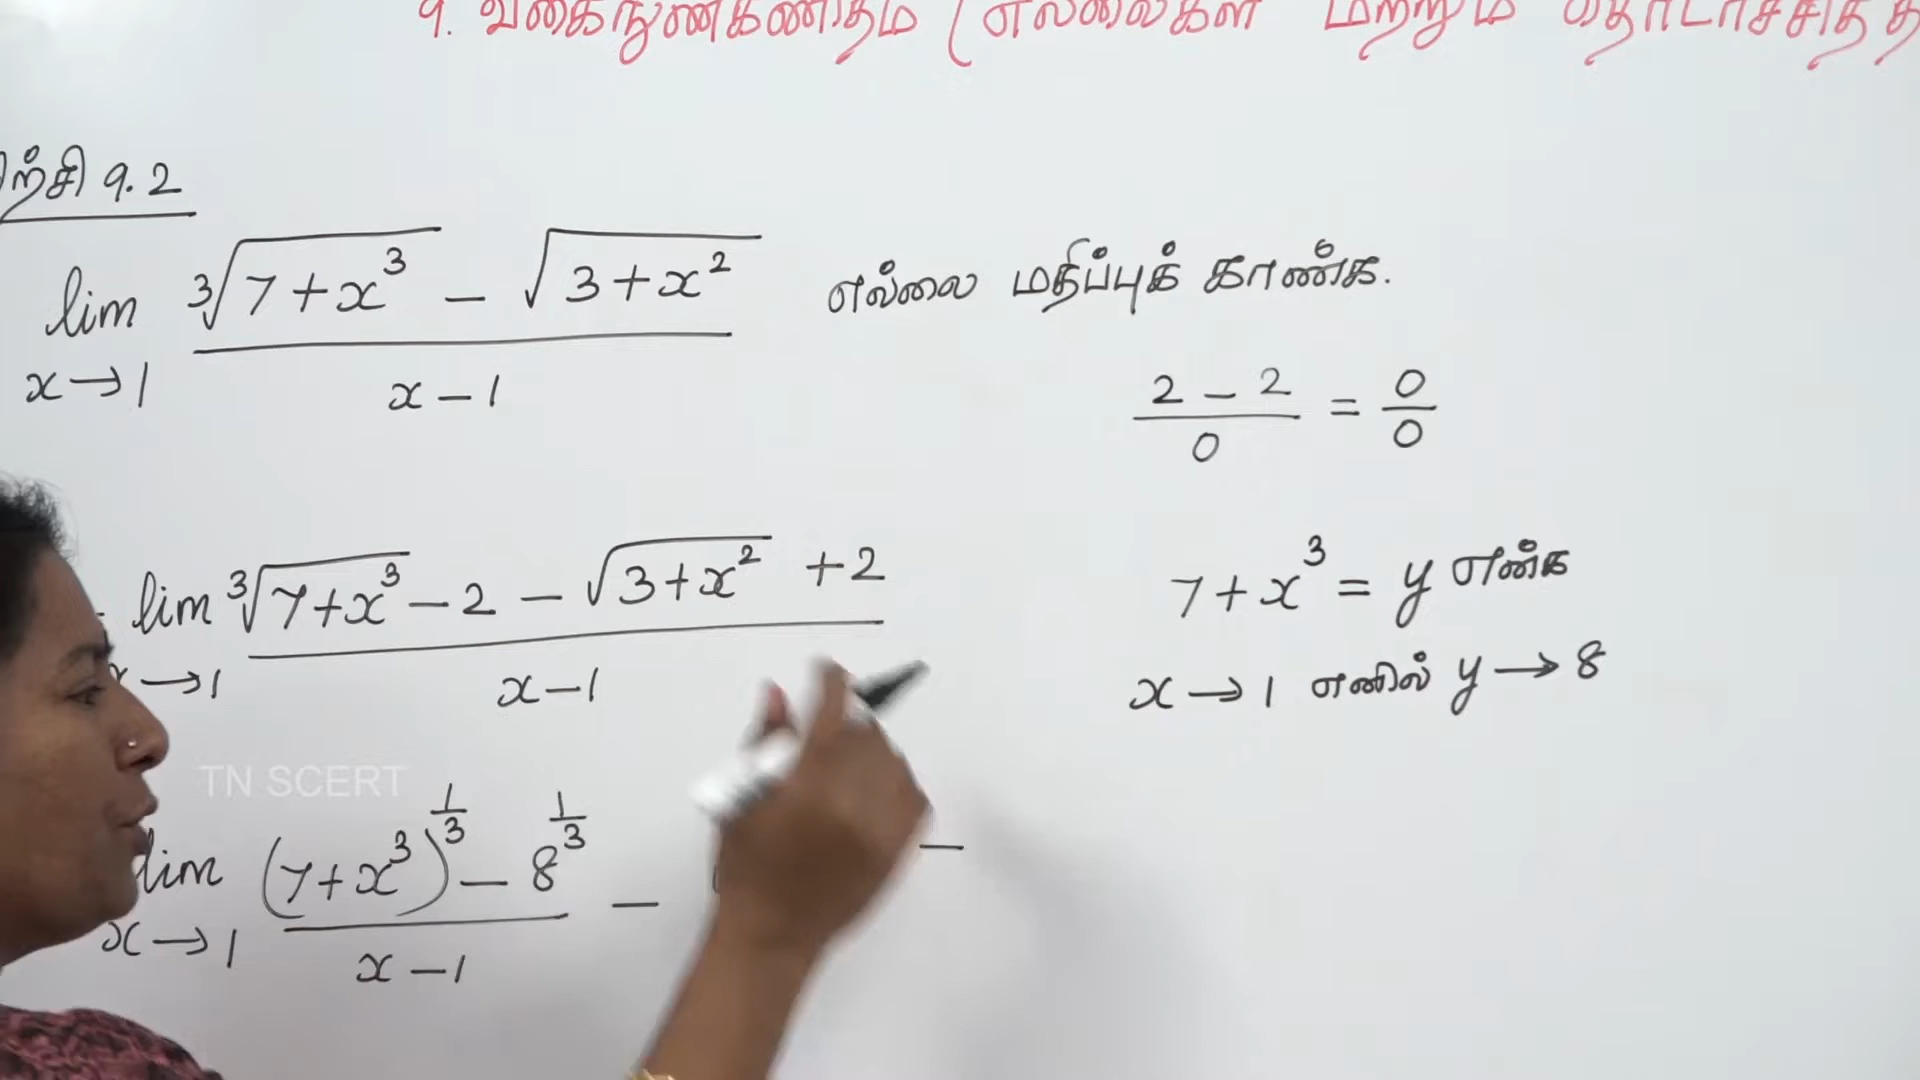 9. வகைநுண்கணிதம் (எல்லைகள் மற்றும்
9.2
lim x→1 (∛(7+x³) − √(3+x²)) / (x−1) எல்லை மதிப்புக் காண்க.
(2−2)/0 = 0/0
lim x→1 (∛(7+x³) −2 − √(3+x²) +2) / (x−1)
7+x³ = y என்க
x→1 எனில் y→8
TN SCERT
lim x→1 ((7+x³)^(1/3) − 8^(1/3)) / (x−1) − −